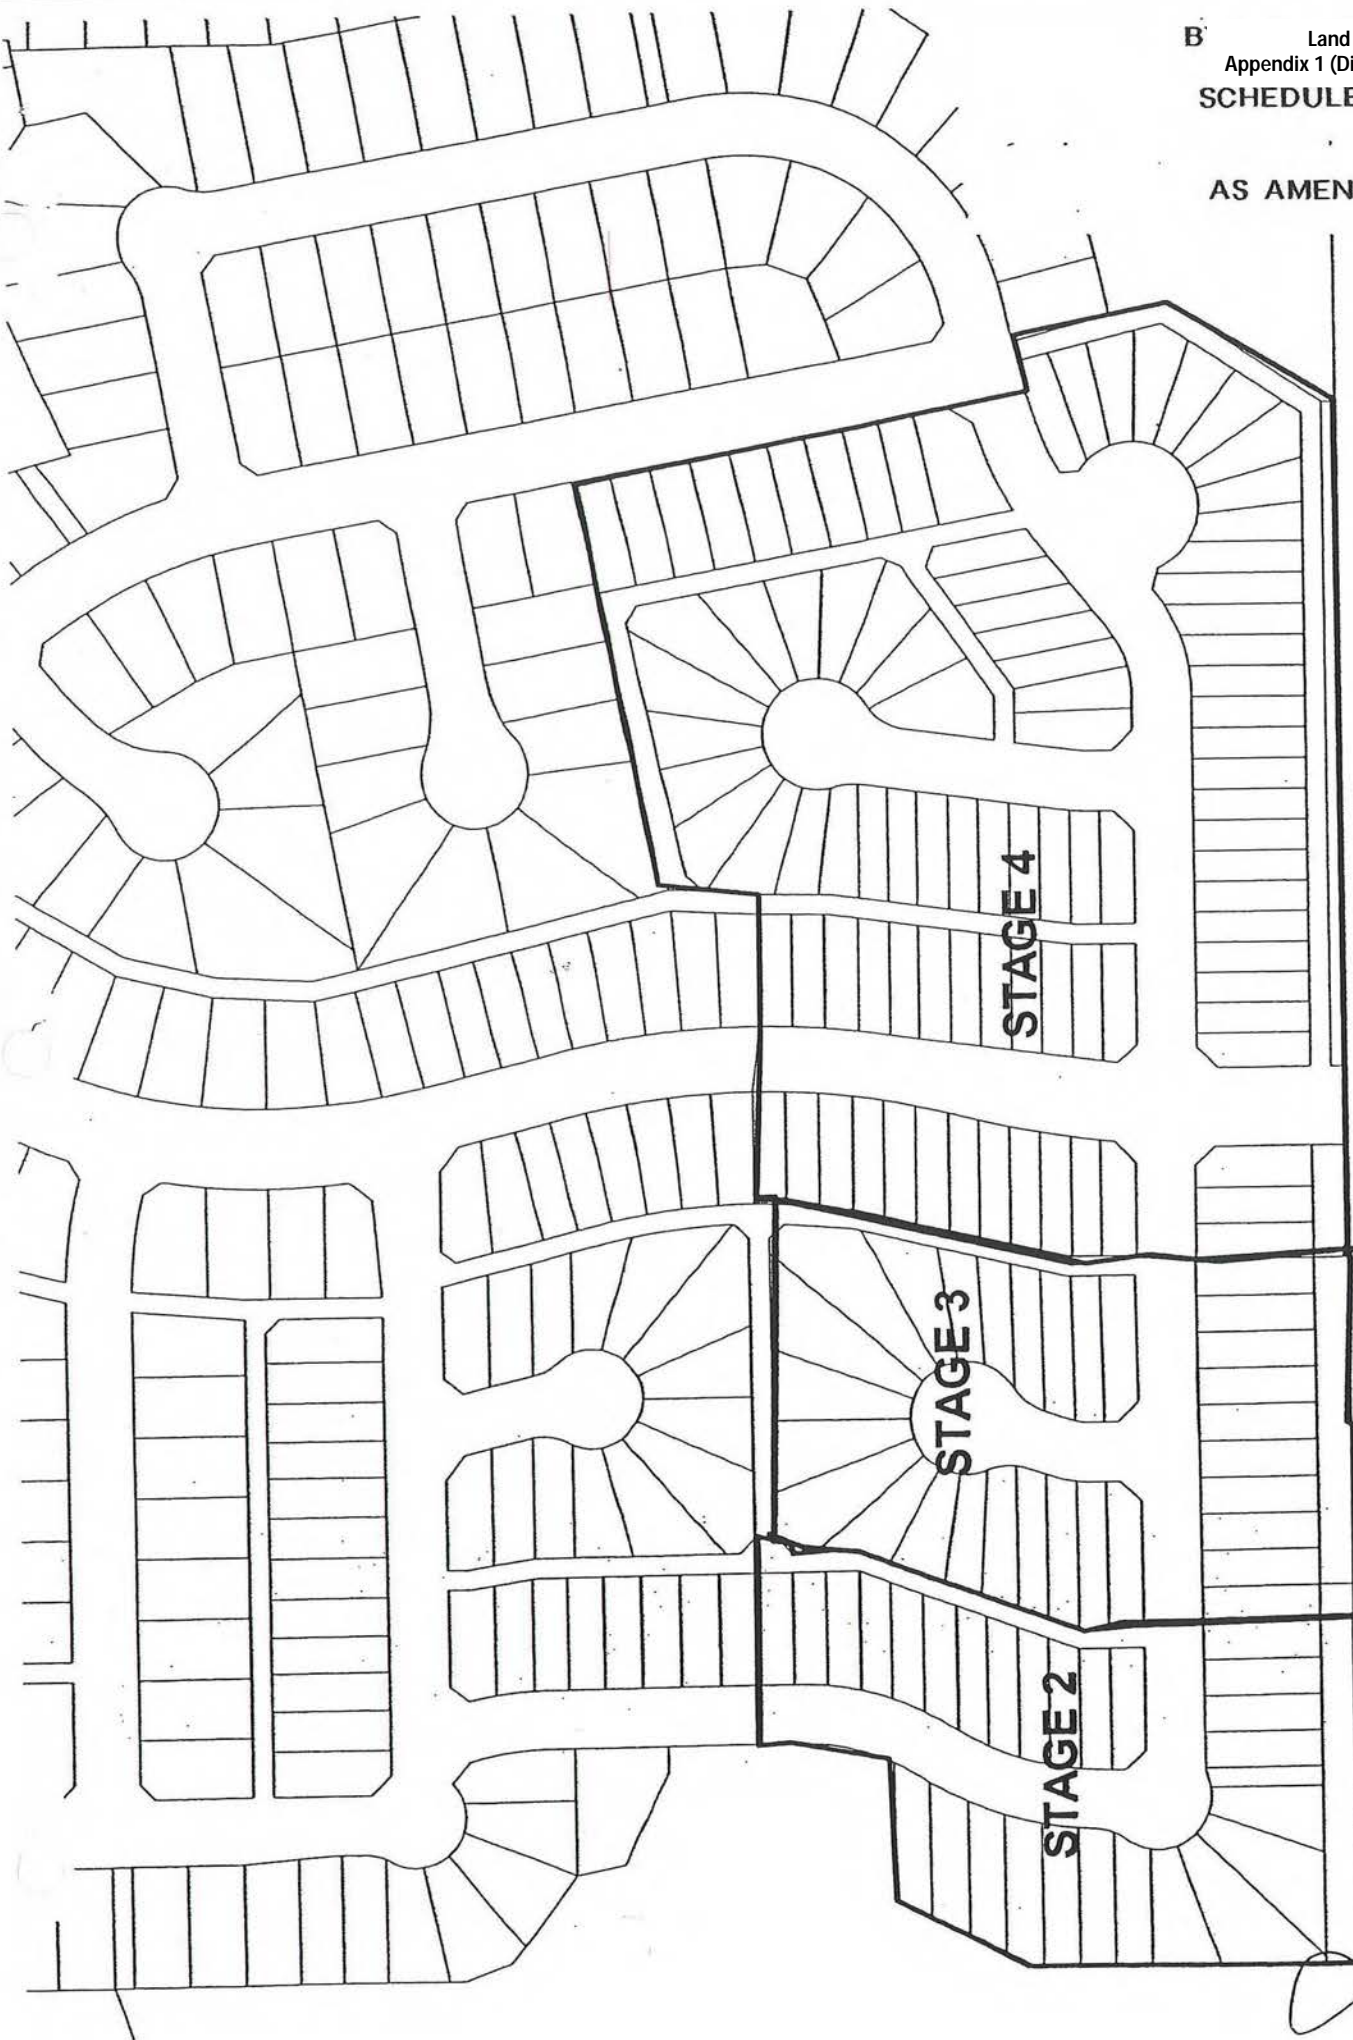 B
Land
Appendix 1 (Di
SCHEDULE
AS AMEN
STAGE 4
STAGE 3
STAGE 2